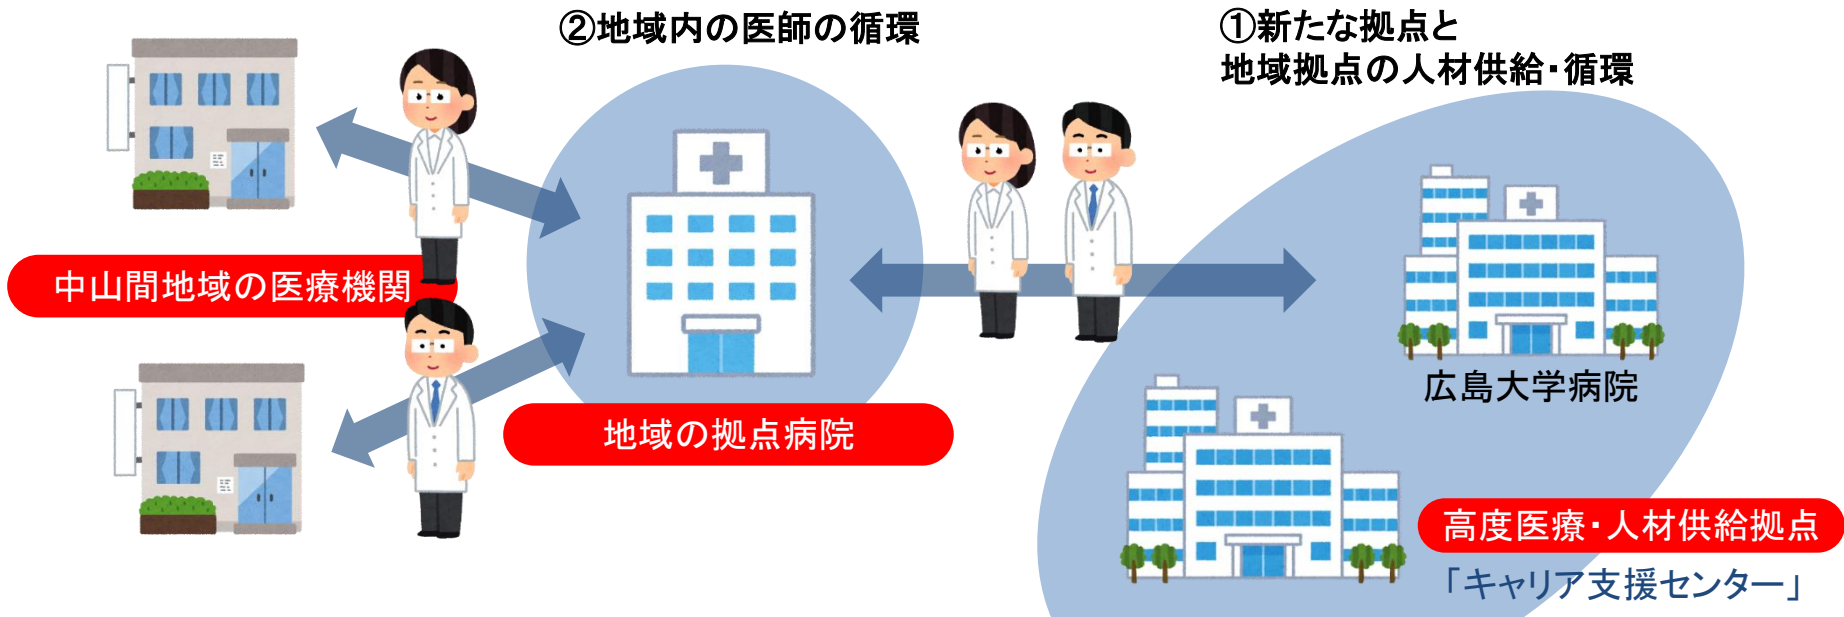 ②地域内の医師の循環
①新たな拠点と
地域拠点の人材供給・循環
中山間地域の医療機関
地域の拠点病院
広島大学病院
高度医療・人材供給拠点
「キャリア支援センター」